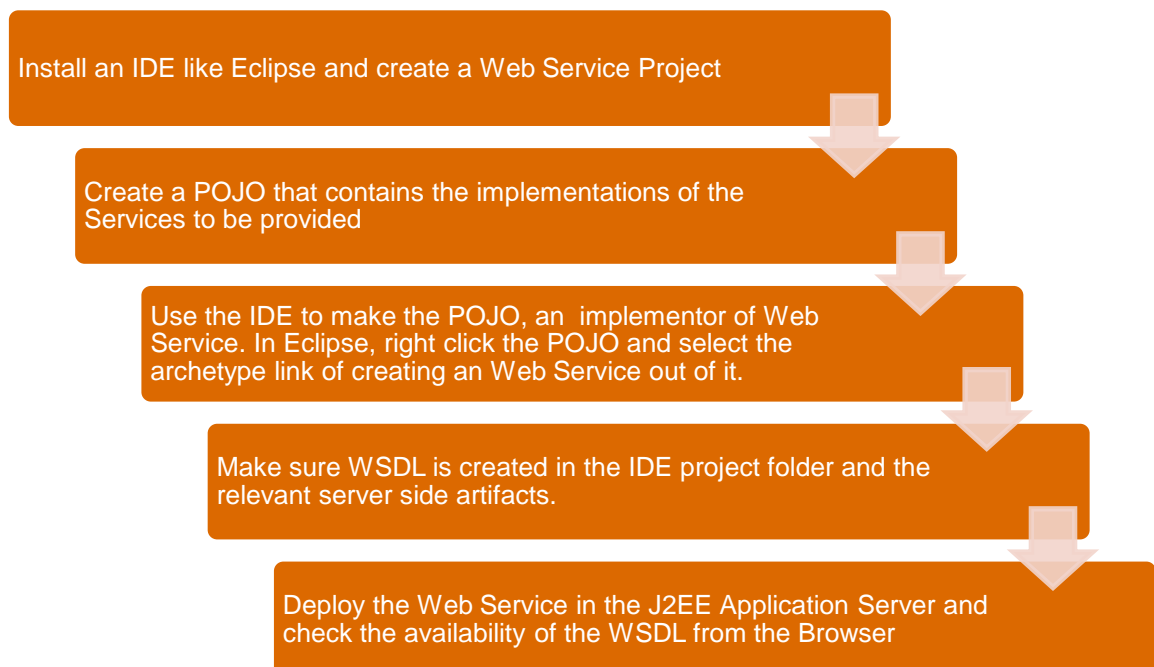 Install an IDE like Eclipse and create a Web Service Project
Create a POJO that contains the implementations of the
Services to be provided
Use the IDE to make the POJO, an implementor of Web
Service. In Eclipse, right click the POJO and select the
archetype link of creating an Web Service out of it.
Make sure WSDL is created in the IDE project folder and the
relevant server side artifacts.
Deploy the Web Service in the J2EE Application Server and
check the availability of the WSDL from the Browser